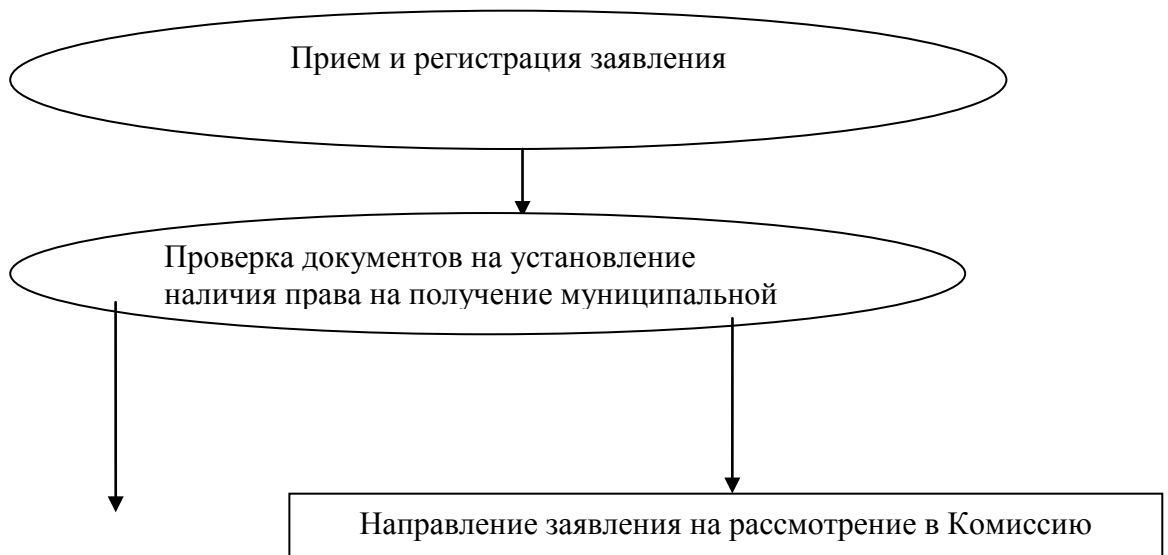 Прием и регистрация заявления
Проверка документов на установление
наличия права на получение муниципальной
Направление заявления на рассмотрение в Комиссию